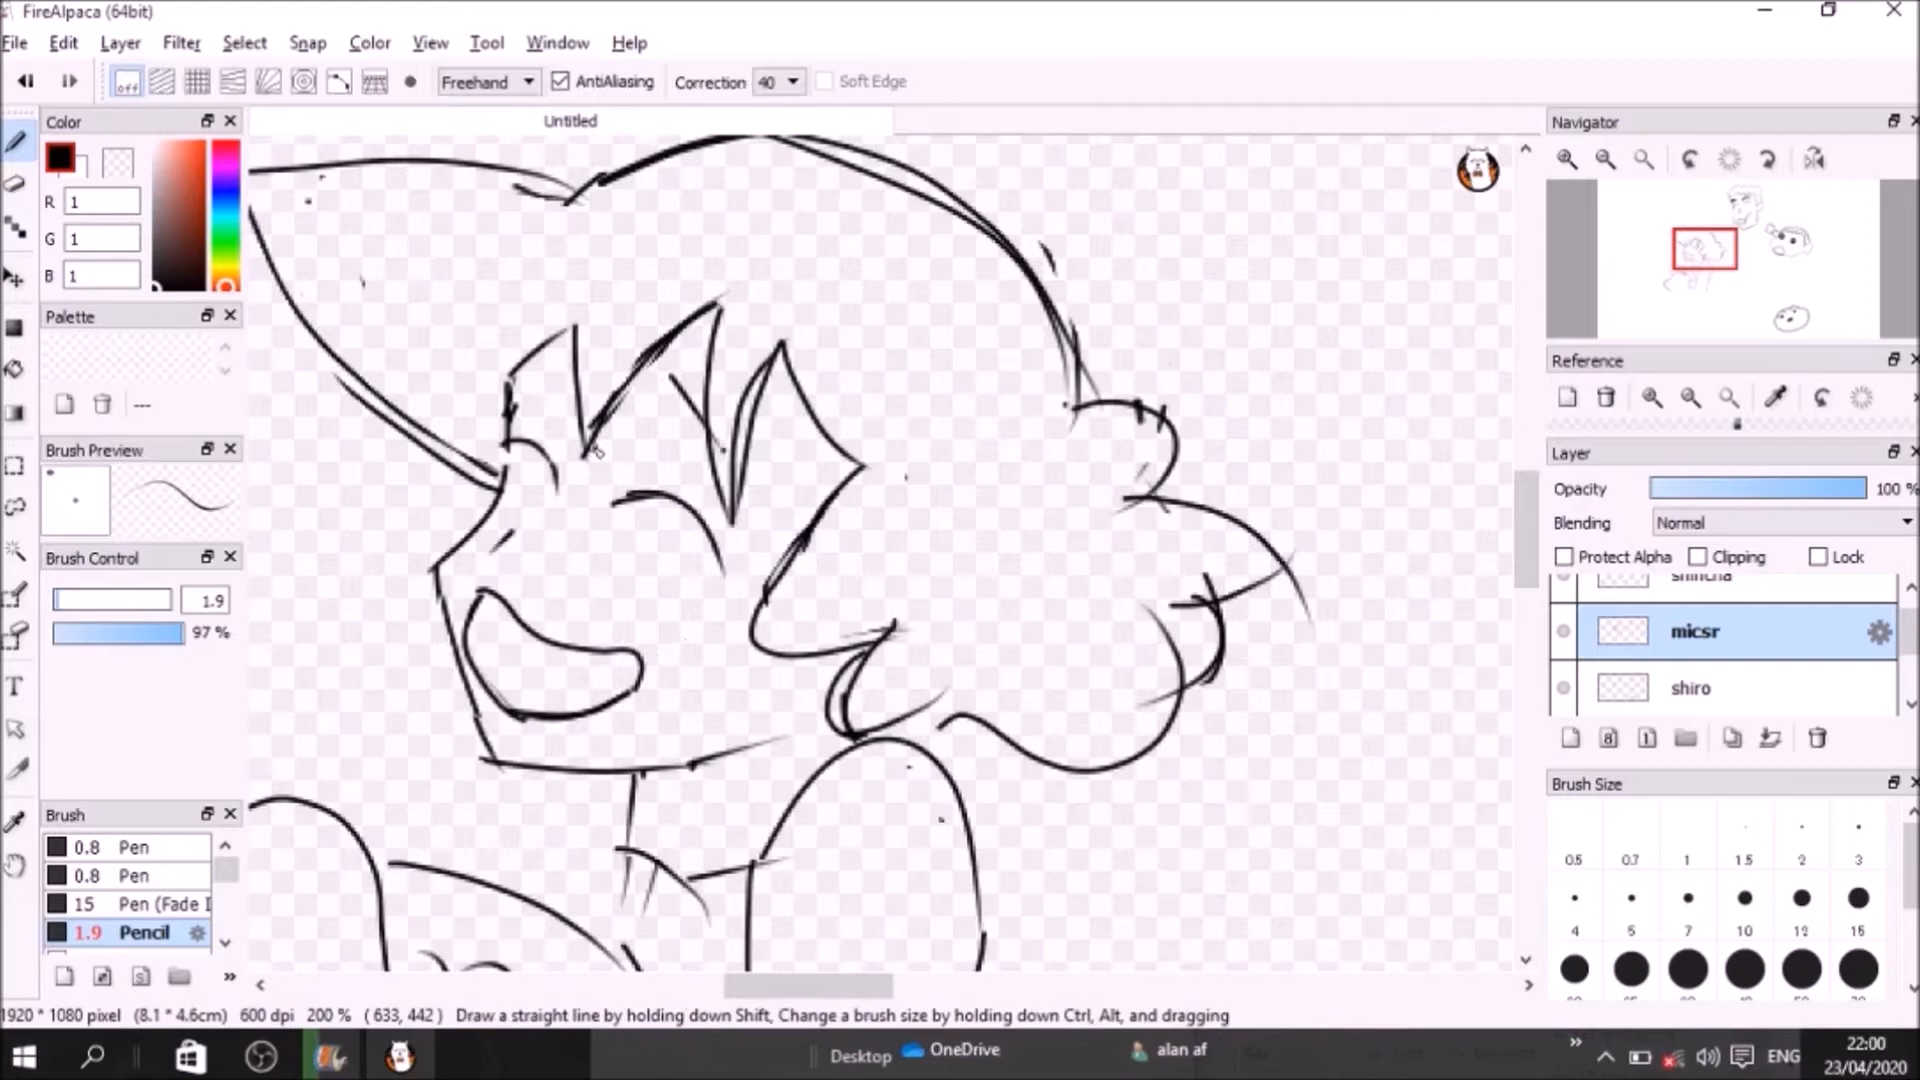 FireAlpaca (64bit)
File Edit Layer Filter Select Snap Color View Tool Window Help
off Freehand AntiAliasing Correction 40 Soft Edge
Color
Untitled
Navigator
R 1
G 1
B 1
Palette
Reference
---
Brush Preview
Layer
Opacity 100 %
Blending Normal
Brush Control
Protect Alpha Clipping Lock
shincha
1.9
micsr
97 %
shiro
T
8 1
Brush Size
Brush
0.8 Pen
0.8 Pen
15 Pen (Fade I
1.9 Pencil
0.5 0.7 1 1.5 2 3
4 5 7 10 12 15
S
1920 * 1080 pixel (8.1 * 4.6cm) 600 dpi 200 % ( 633, 442 ) Draw a straight line by holding down Shift, Change a brush size by holding down Ctrl, Alt, and dragging
Desktop OneDrive alan af ENG 22:00
23/04/2020